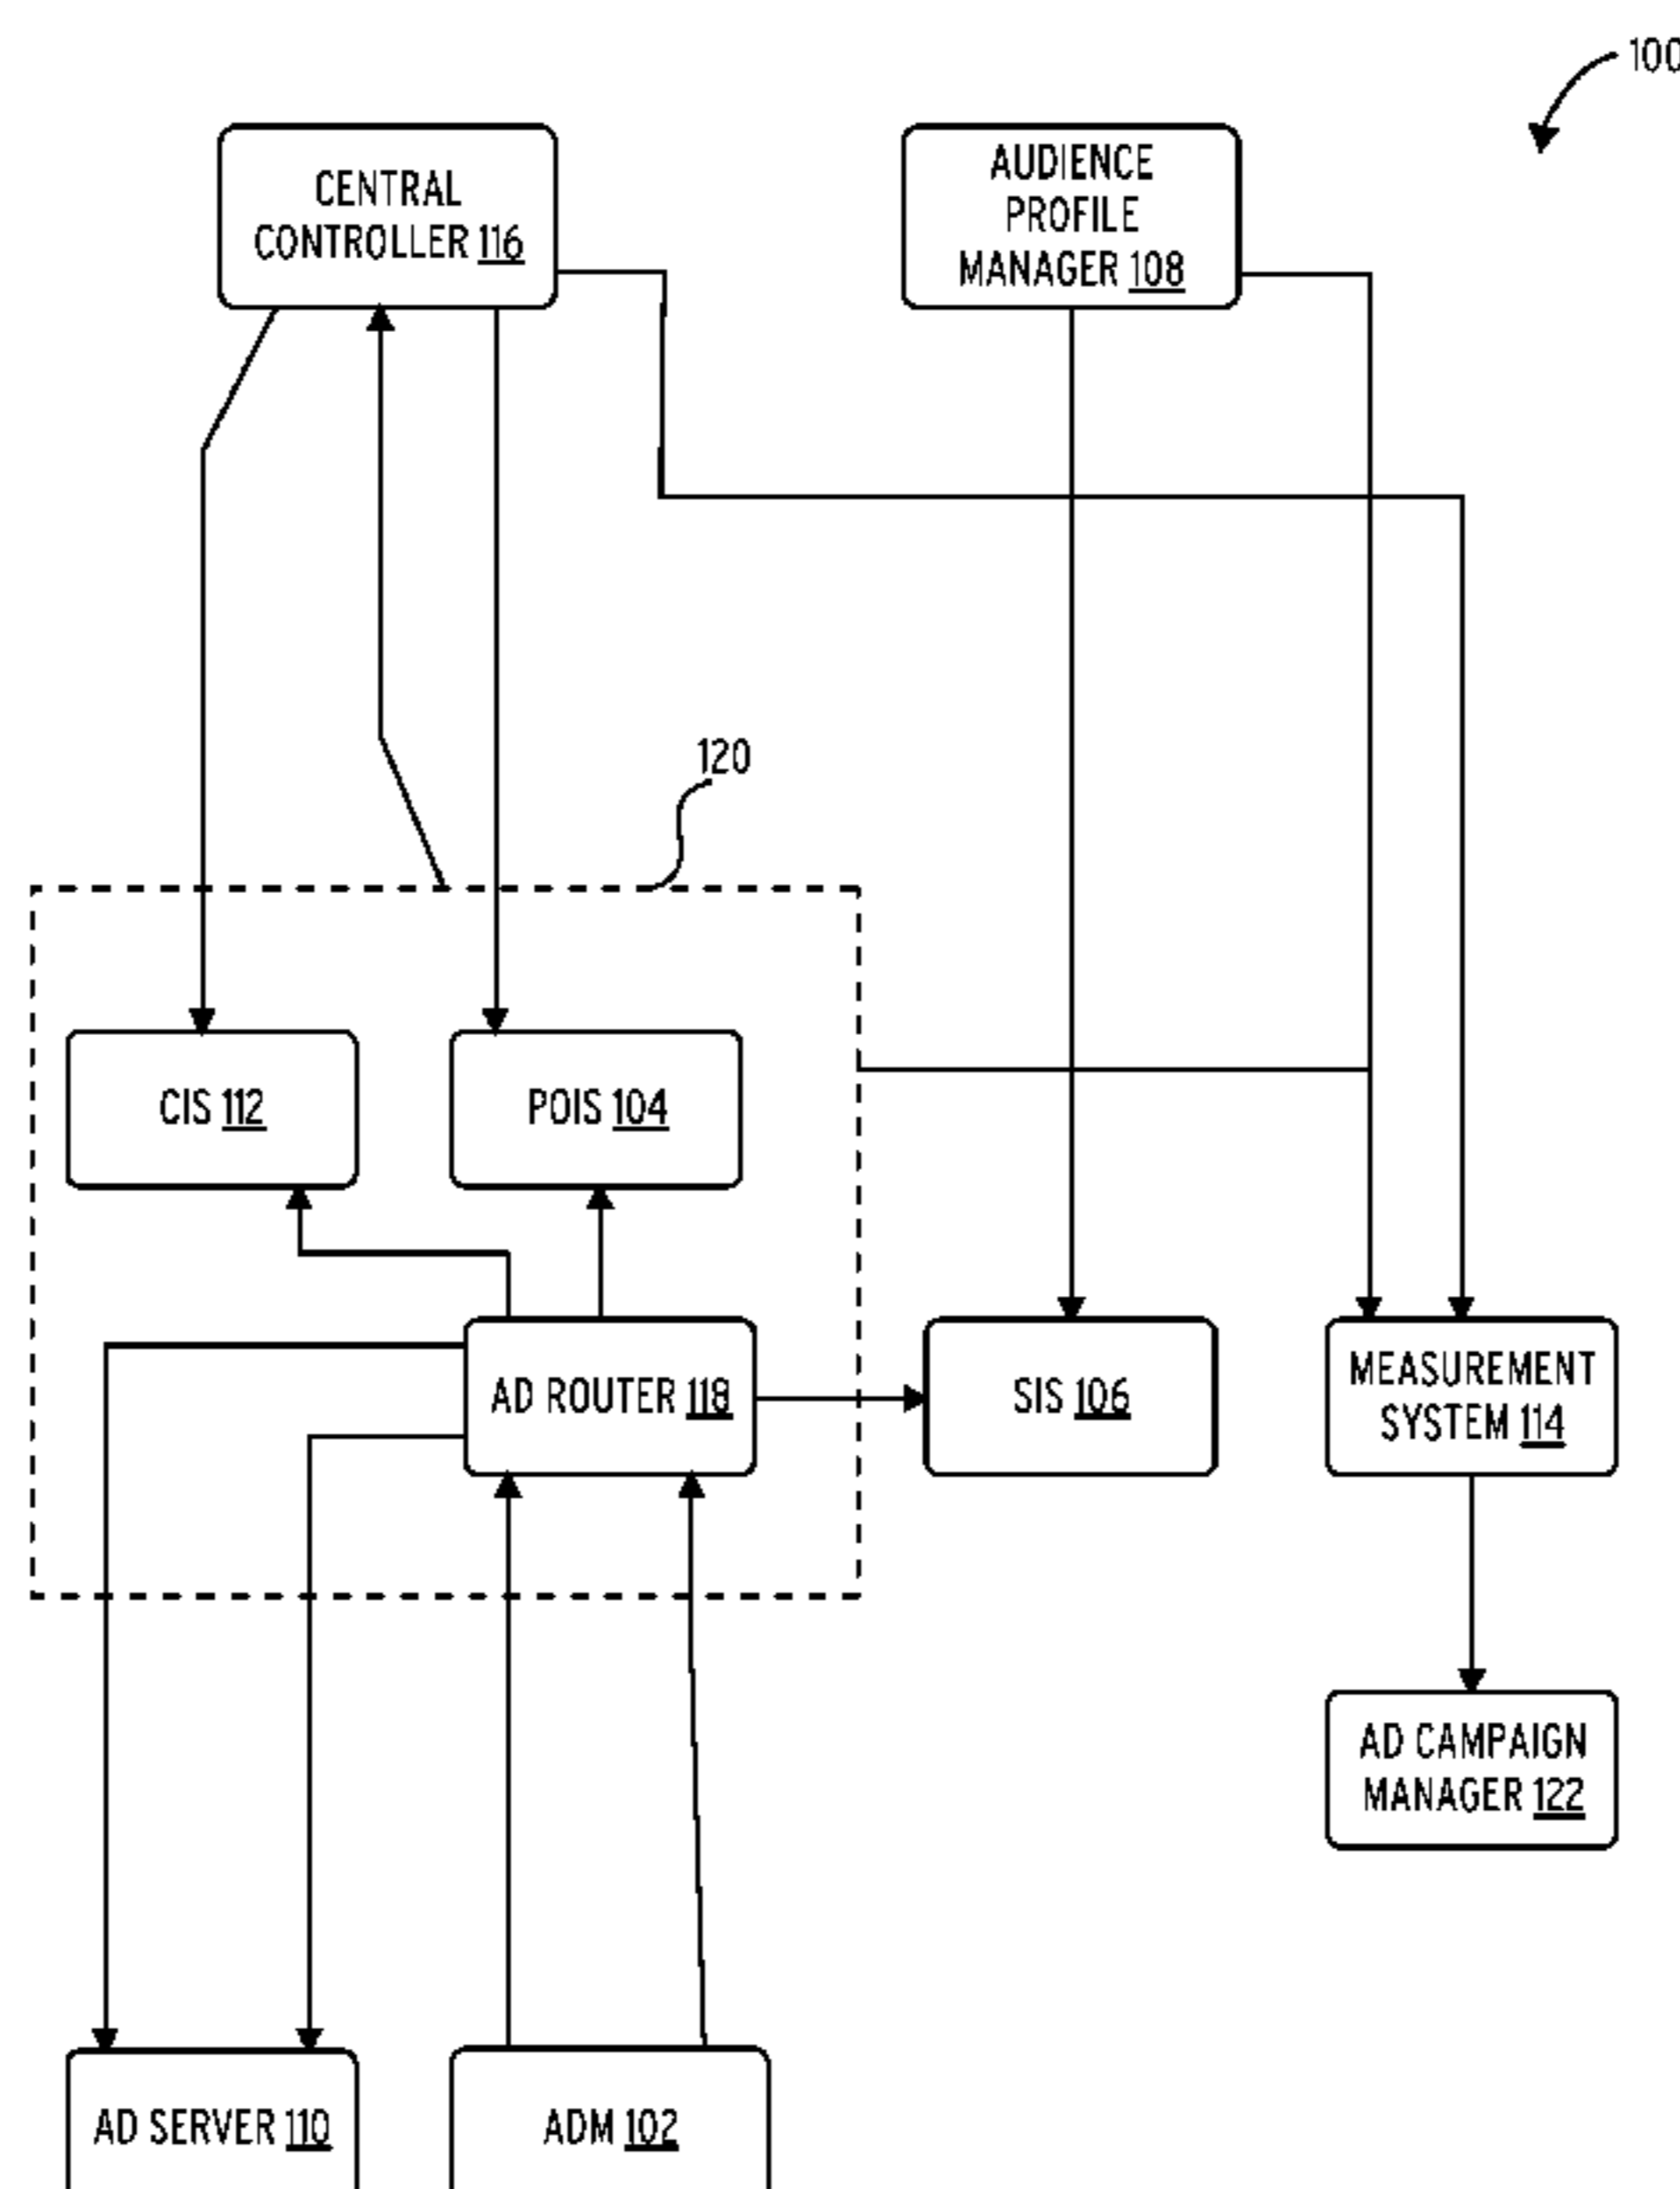 100
CENTRAL
CONTROLLER 116
AUDIENCE
PROFILE
MANAGER 108
120
CIS 112
POIS 104
AD ROUTER 118
SIS 106
MEASUREMENT
SYSTEM 114
AD CAMPAIGN
MANAGER 122
AD SERVER 110
ADM 102